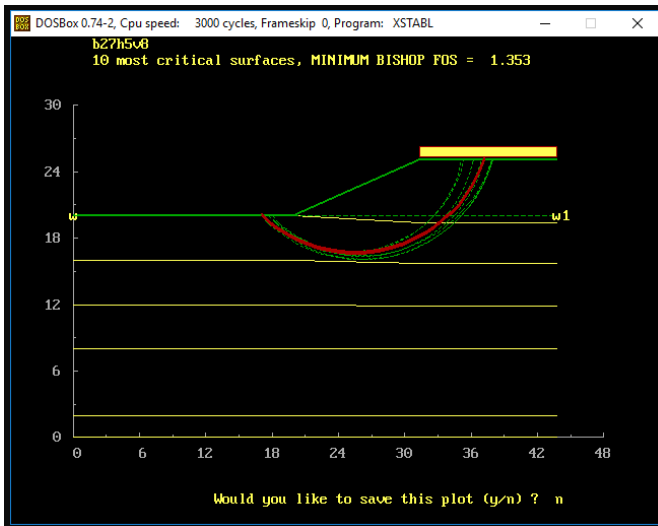 DOSBox 0.74-2, Cpu speed: 3000 cycles, Frameskip 0, Program: XSTABL
b27h5v8
10 most critical surfaces, MINIMUM BISHOP FOS = 1.353
30
24
w w1
18
12
6
0
0 6 12 18 24 30 36 42 48
Would you like to save this plot (y/n) ? n